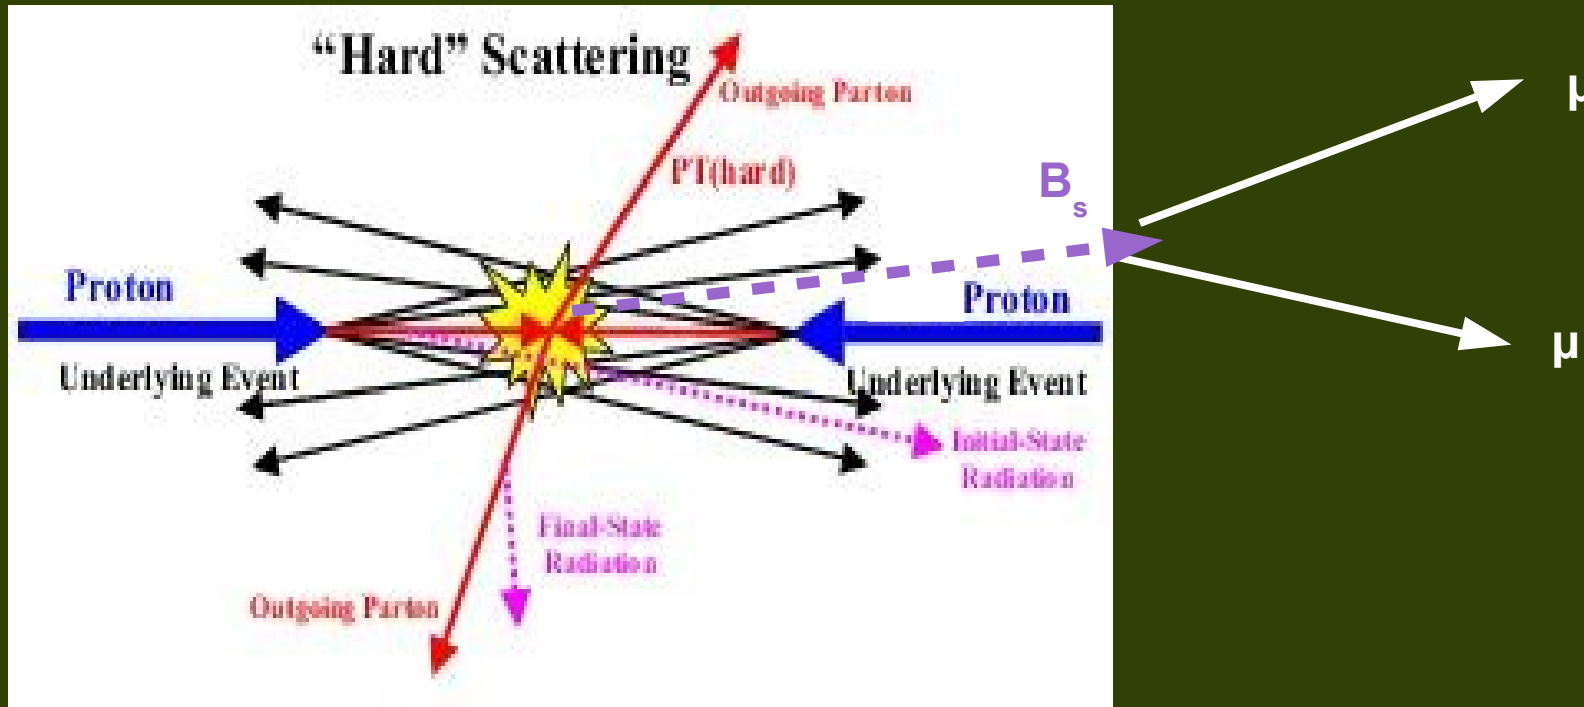 “Hard” Scattering
Outgoing Parton
PT(hard)
μ
B
s
Proton
Proton
Underlying Event
Underlying Event
Initial-State
Radiation
Final-State
Radiation
Outgoing Parton
μ